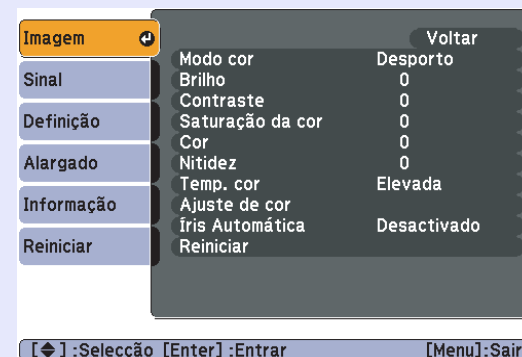 Imagem
Sinal
Definição
Alargado
Informação
Reiniciar
Voltar
Modo cor Desporto
Brilho 0
Contraste 0
Saturação da cor 0
Cor 0
Nitidez 0
Temp. cor Elevada
Ajuste de cor
Íris Automática Desactivado
Reiniciar
[ ] :Selecção [Enter] :Entrar [Menu]:Sair